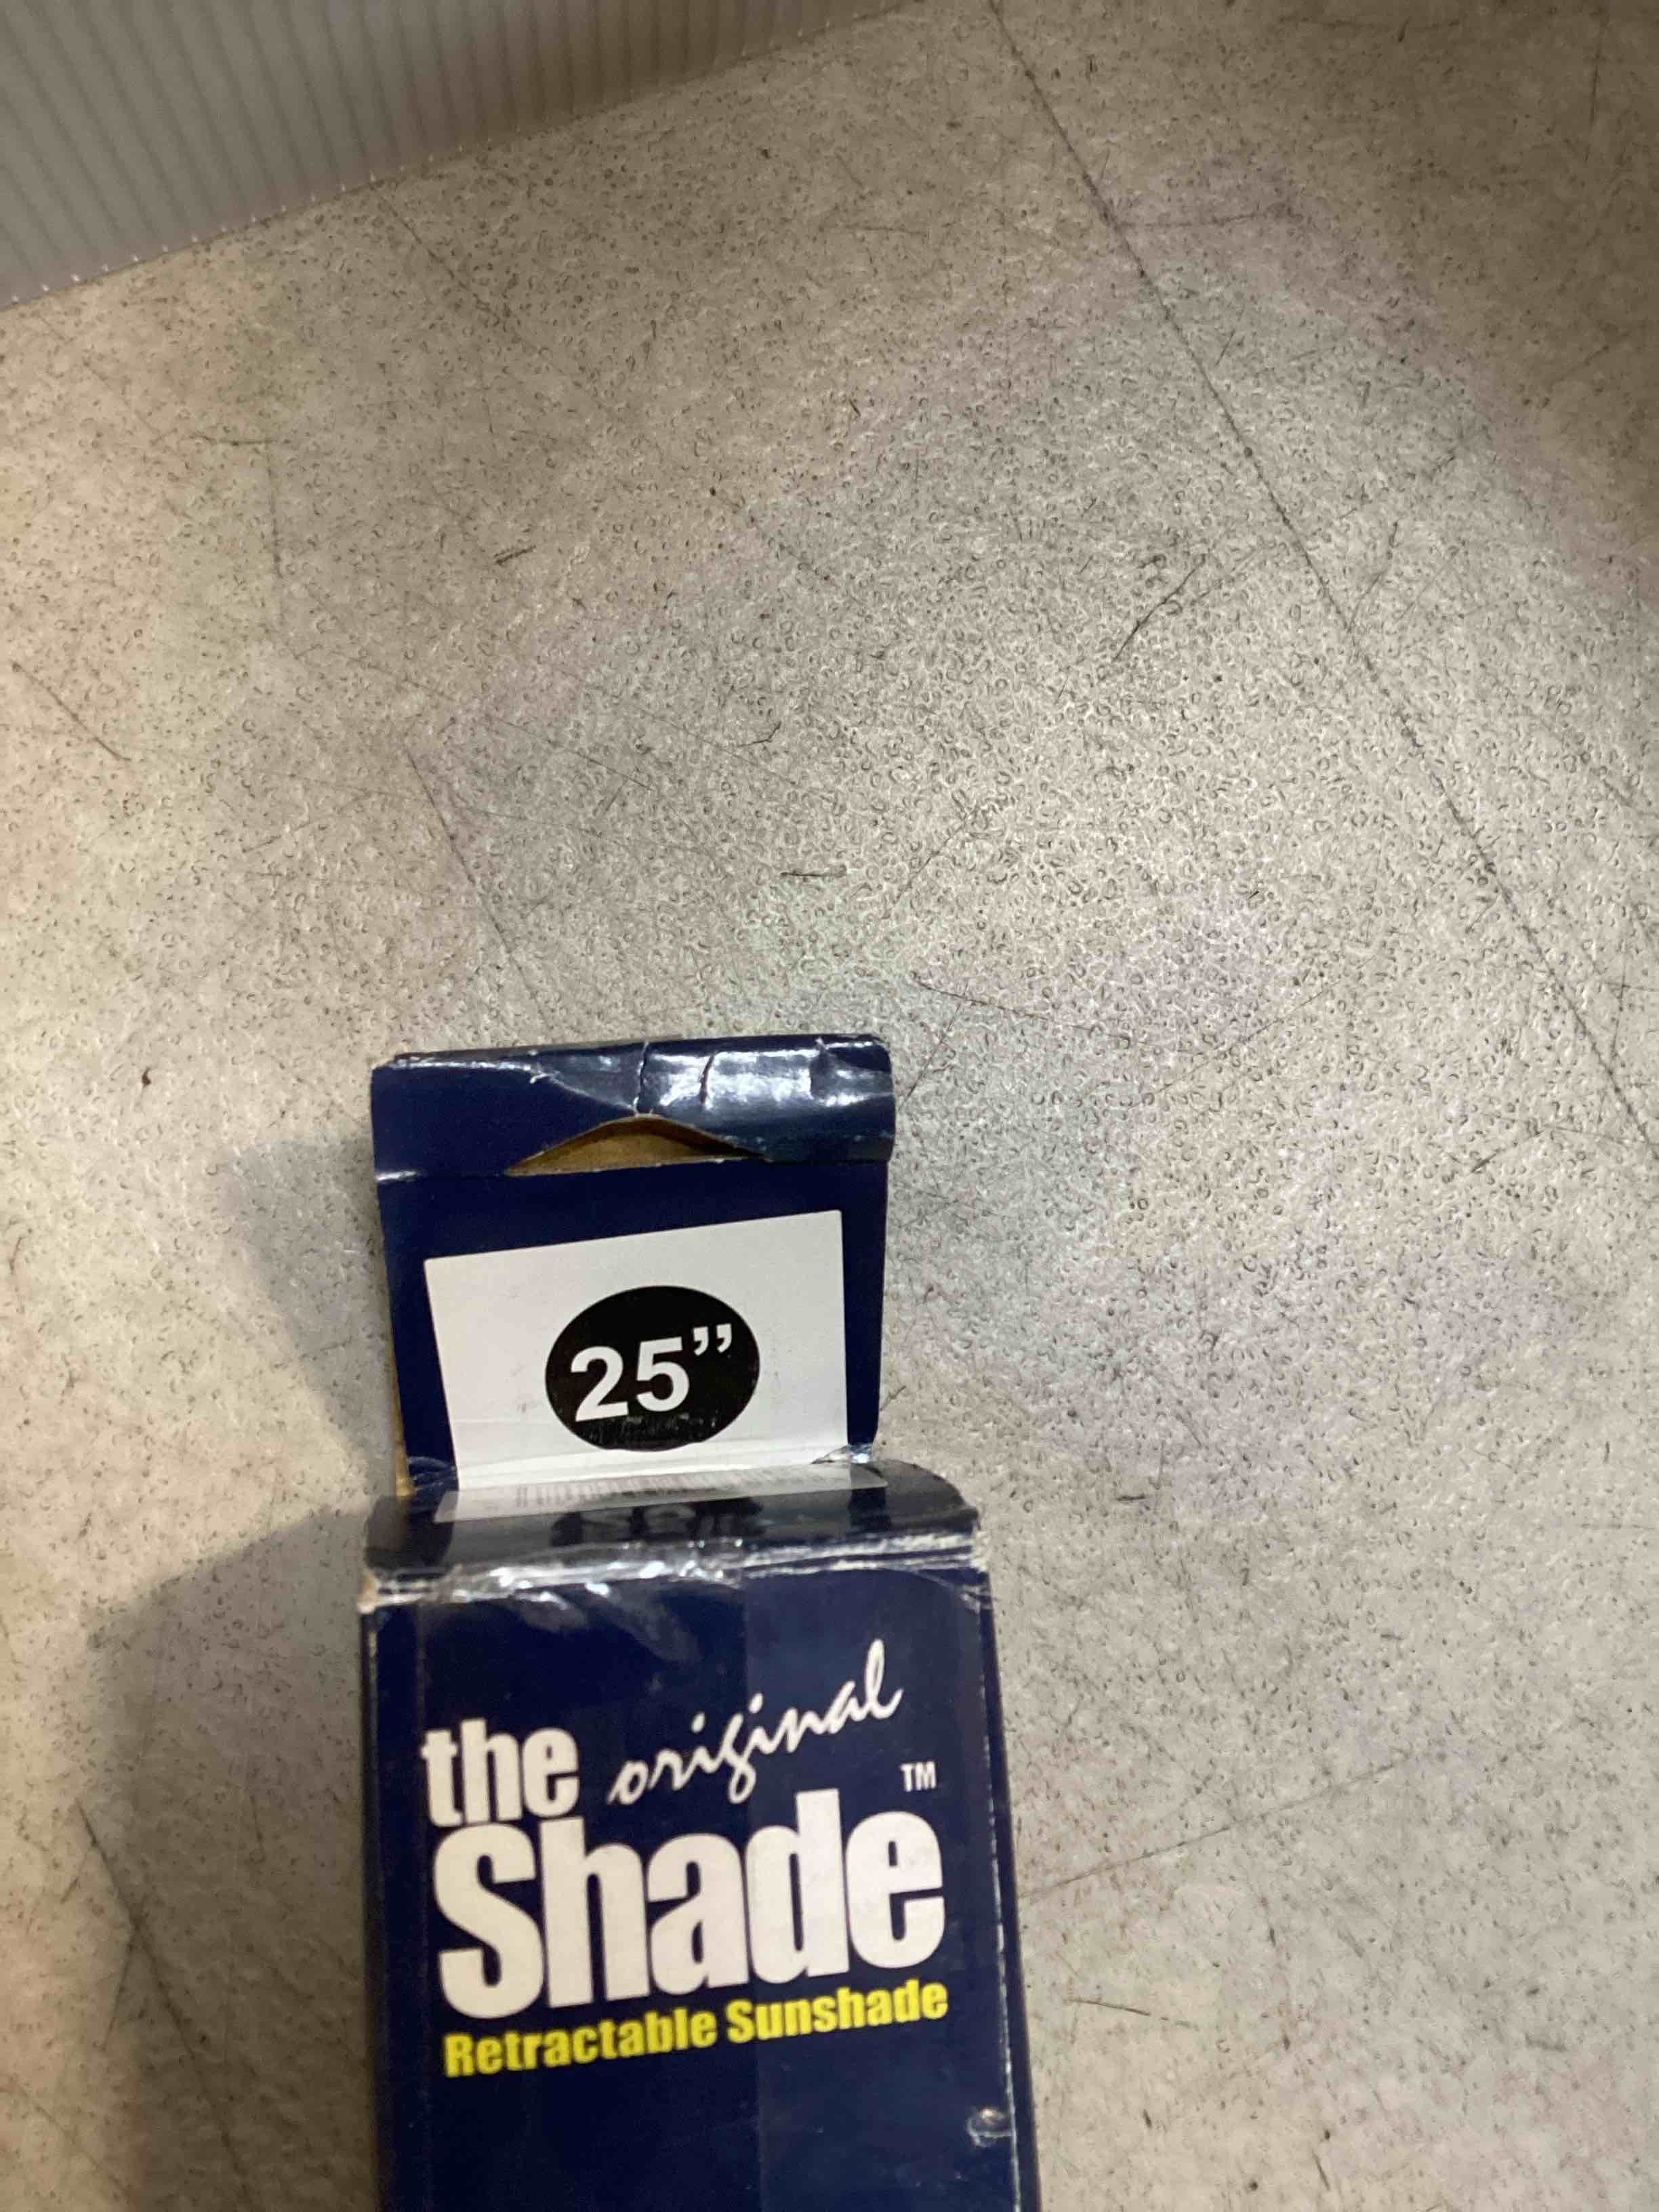 25”
the original
Shade™
Retractable Sunshade